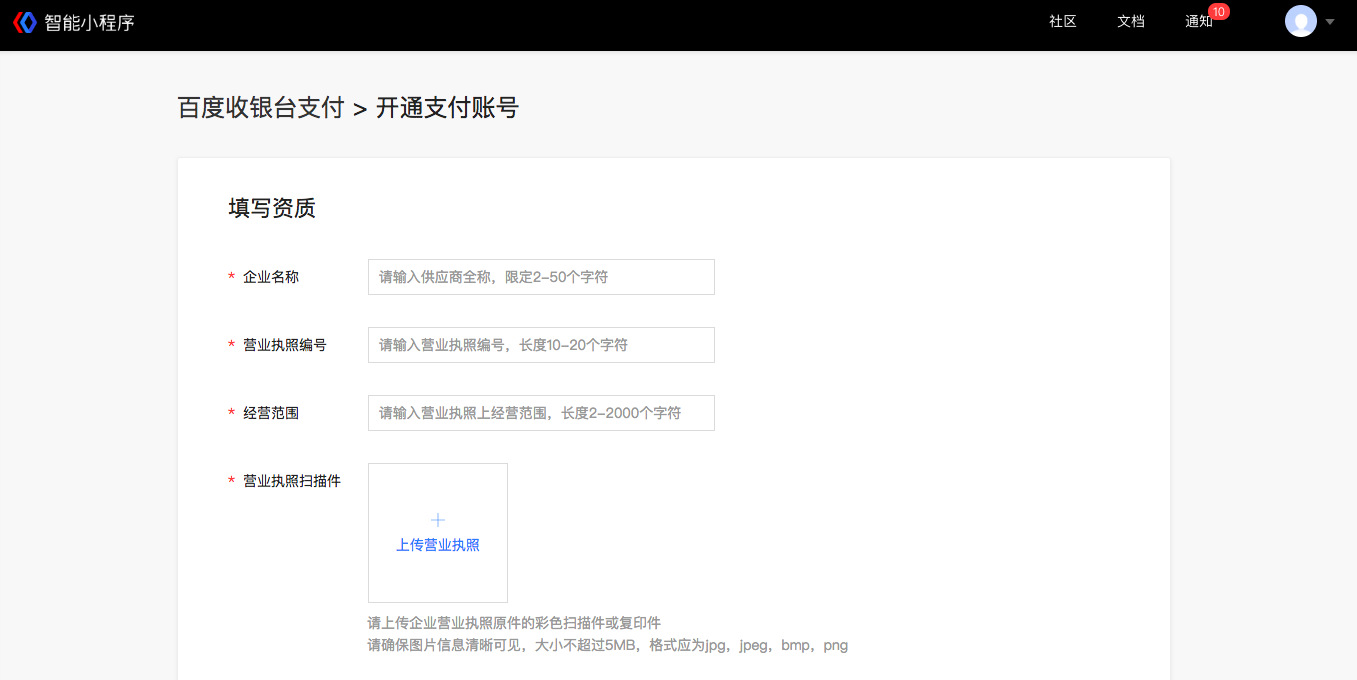 智能小程序
社区 文档 通知 10
百度收银台支付 > 开通支付账号
填写资质
* 企业名称 请输入供应商全称，限定2-50个字符
* 营业执照编号 请输入营业执照编号，长度10-20个字符
* 经营范围 请输入营业执照上经营范围，长度2-2000个字符
* 营业执照扫描件
上传营业执照
请上传企业营业执照原件的彩色扫描件或复印件
请确保图片信息清晰可见，大小不超过5MB，格式应为jpg，jpeg，bmp，png